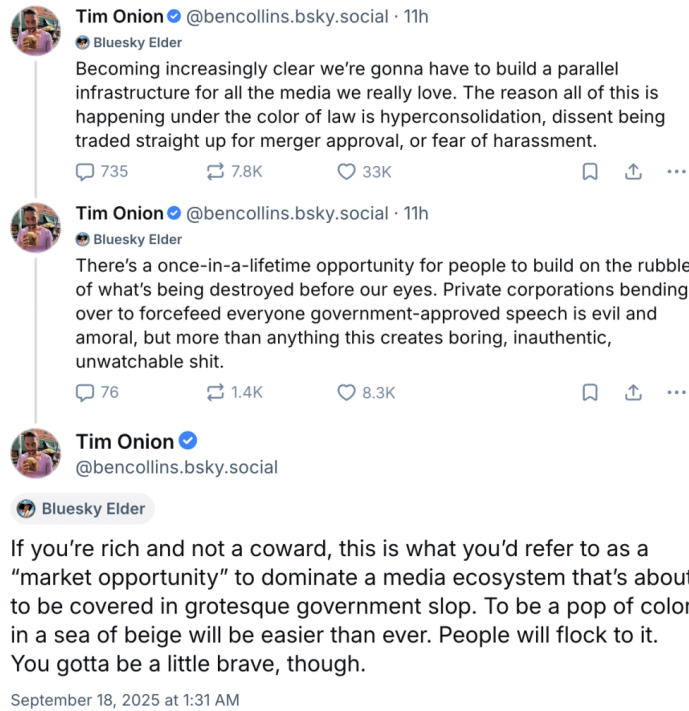 Tim Onion @bencollins.bsky.social · 11h
Bluesky Elder
Becoming increasingly clear we’re gonna have to build a parallel
infrastructure for all the media we really love. The reason all of this is
happening under the color of law is hyperconsolidation, dissent being
traded straight up for merger approval, or fear of harassment.
735 7.8K 33K
Tim Onion @bencollins.bsky.social · 11h
Bluesky Elder
There’s a once-in-a-lifetime opportunity for people to build on the rubble
of what’s being destroyed before our eyes. Private corporations bending
over to forcefeed everyone government-approved speech is evil and
amoral, but more than anything this creates boring, inauthentic,
unwatchable shit.
76 1.4K 8.3K
Tim Onion
@bencollins.bsky.social
Bluesky Elder
If you’re rich and not a coward, this is what you’d refer to as a
“market opportunity” to dominate a media ecosystem that’s about
to be covered in grotesque government slop. To be a pop of color
in a sea of beige will be easier than ever. People will flock to it.
You gotta be a little brave, though.
September 18, 2025 at 1:31 AM